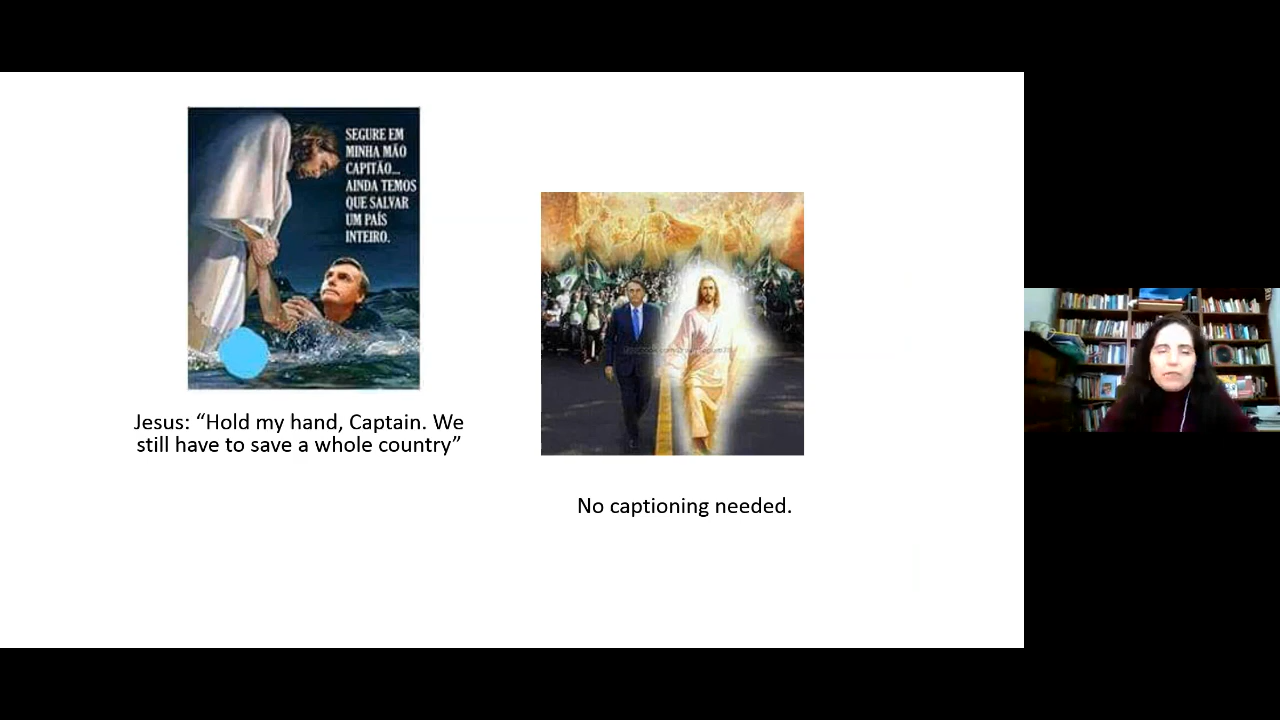 SEGURE EM
MINHA MÃO
CAPITÃO...
AINDA TEMOS
QUE SALVAR
UM PAÍS
INTEIRO.
Jesus: “Hold my hand, Captain. We
still have to save a whole country”
No captioning needed.